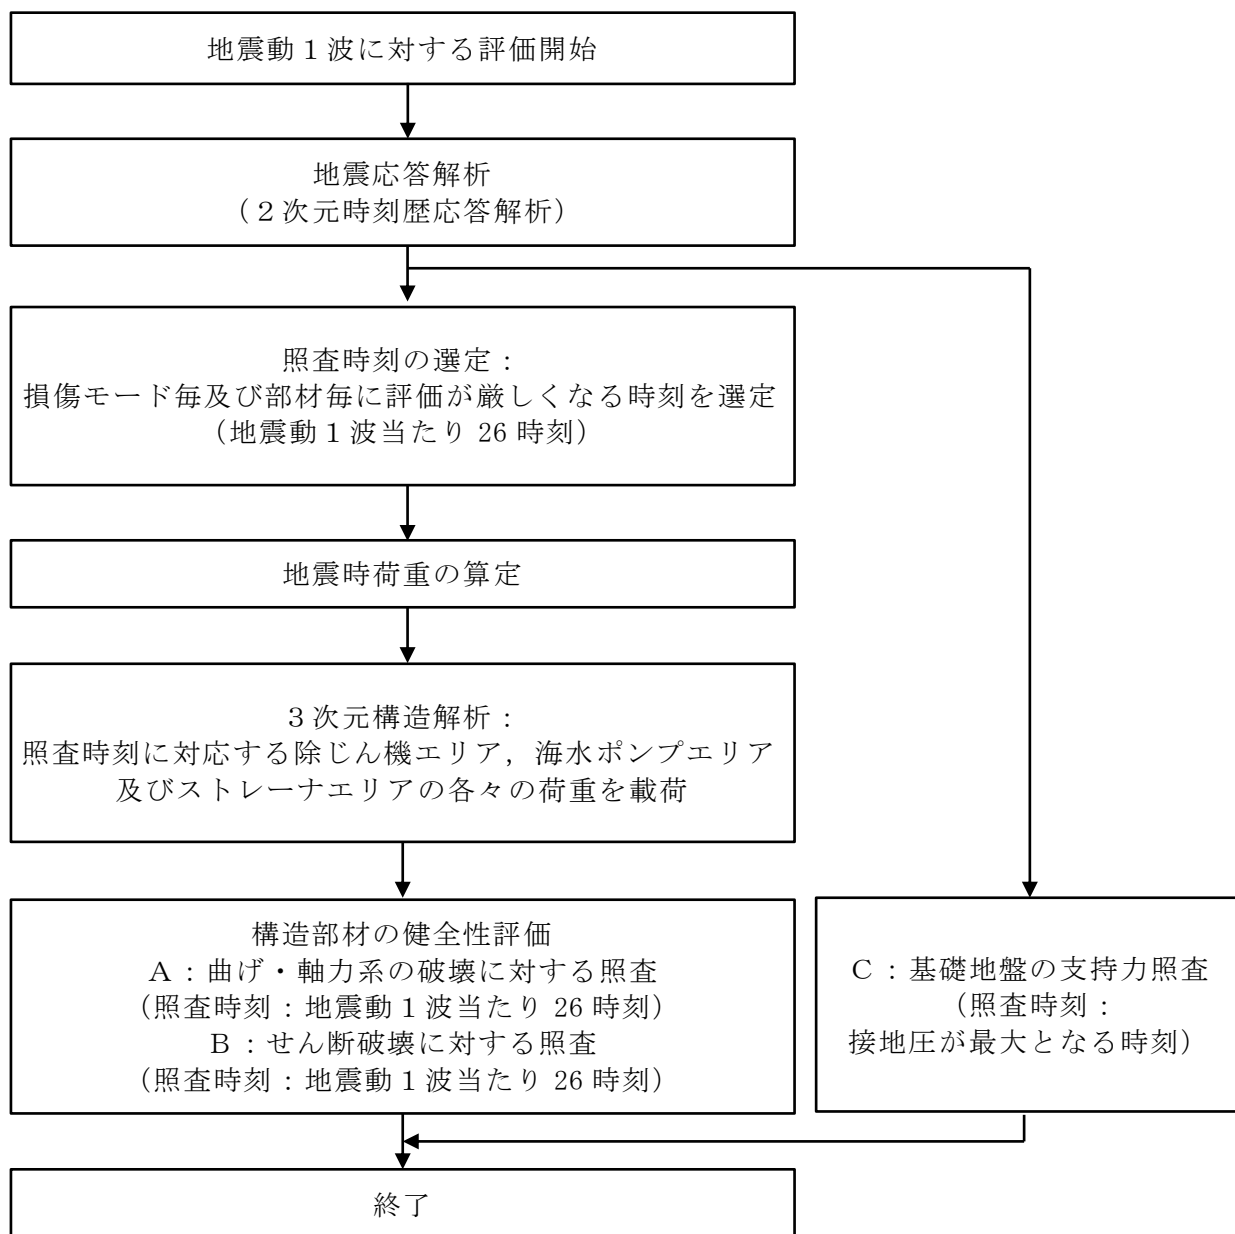 地震動１波に対する評価開始
地震応答解析
（２次元時刻歴応答解析）
照査時刻の選定：
損傷モード毎及び部材毎に評価が厳しくなる時刻を選定
（地震動１波当たり 26 時刻）
地震時荷重の算定
３次元構造解析：
照査時刻に対応する除じん機エリア，海水ポンプエリア
及びストレーナエリアの各々の荷重を載荷
構造部材の健全性評価
Ａ：曲げ・軸力系の破壊に対する照査
（照査時刻：地震動１波当たり 26 時刻）
Ｂ：せん断破壊に対する照査
（照査時刻：地震動１波当たり 26 時刻）
Ｃ：基礎地盤の支持力照査
（照査時刻：
接地圧が最大となる時刻）
終了